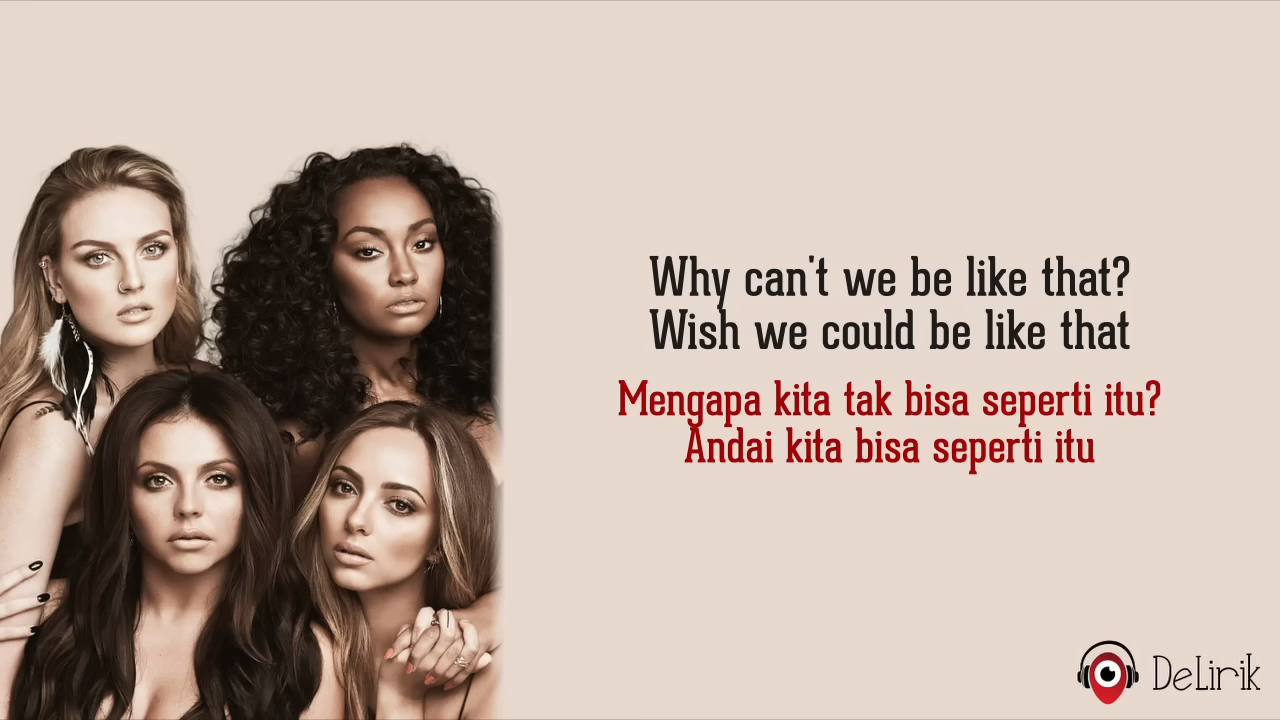 Why can't we be like that?
Wish we could be like that
Mengapa kita tak bisa seperti itu?
Andai kita bisa seperti itu
DeLirik